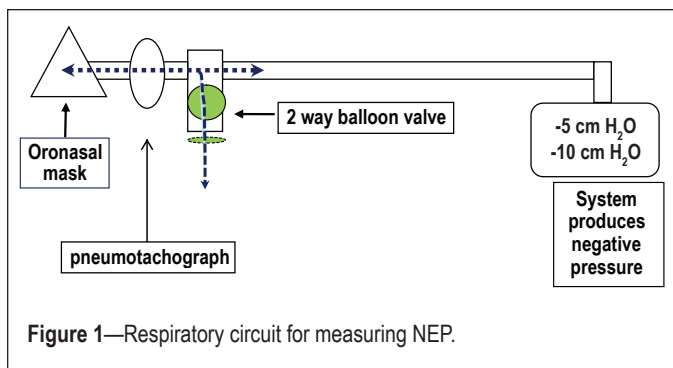 2 way balloon valve
-5 cm H₂O
-10 cm H₂O
Oronasal
mask
System
produces
negative
pressure
pneumotachograph
Figure 1—Respiratory circuit for measuring NEP.